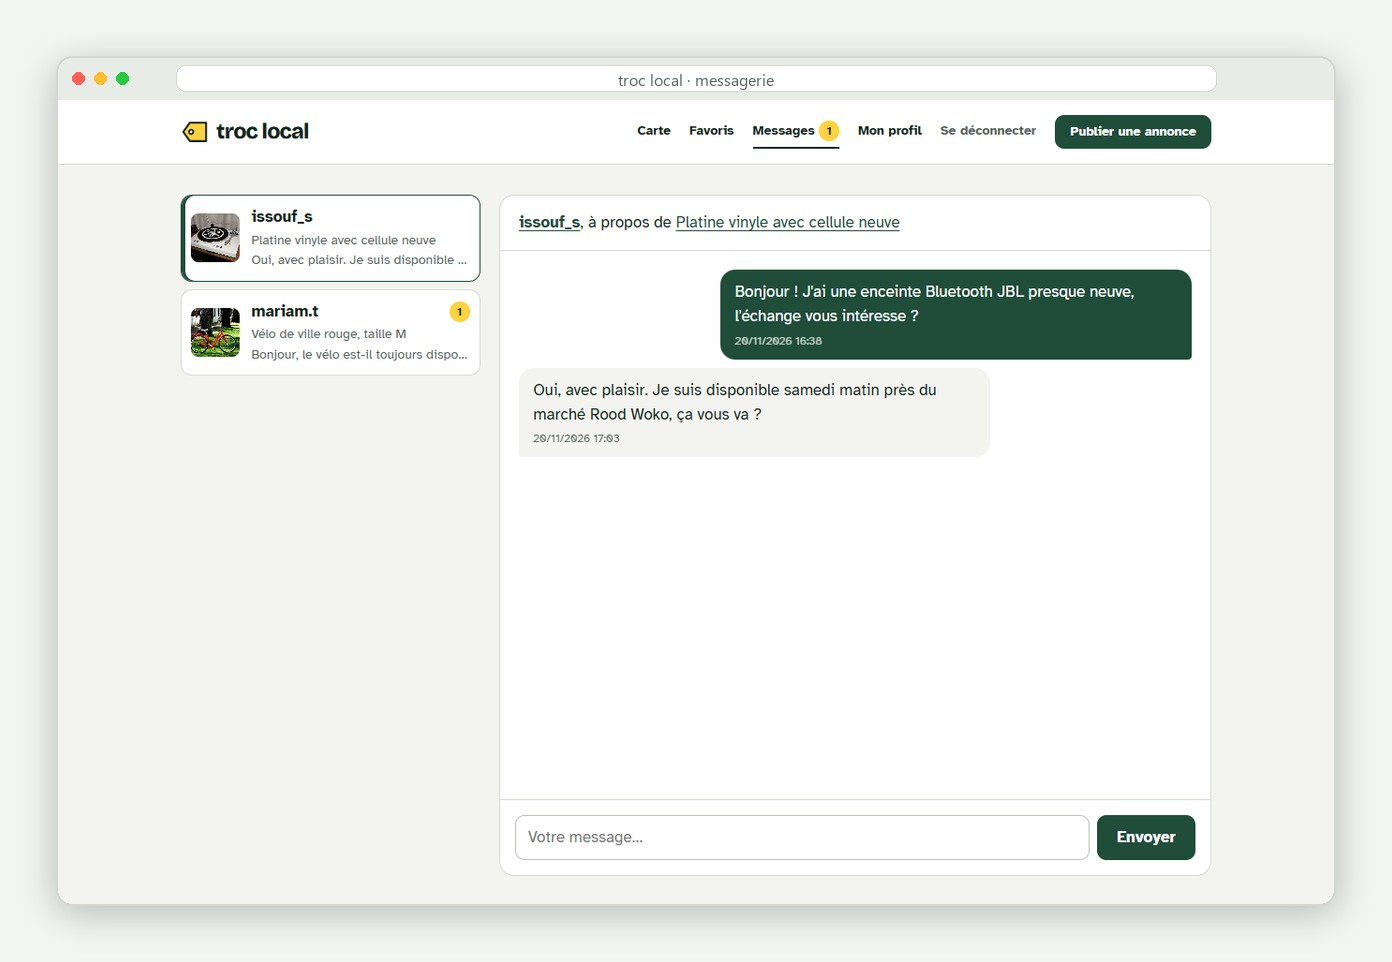 troc local · messagerie
troc local
Carte
Favoris
Messages 1
Mon profil
Se déconnecter
Publier une annonce
issouf_s
Platine vinyle avec cellule neuve
Oui, avec plaisir. Je suis disponible ...
mariam.t
1
Vélo de ville rouge, taille M
Bonjour, le vélo est-il toujours dispo...
issouf_s, à propos de Platine vinyle avec cellule neuve
Bonjour ! J'ai une enceinte Bluetooth JBL presque neuve,
l'échange vous intéresse ?
20/11/2026 16:38
Oui, avec plaisir. Je suis disponible samedi matin près du
marché Rood Woko, ça vous va ?
20/11/2026 17:03
Votre message...
Envoyer